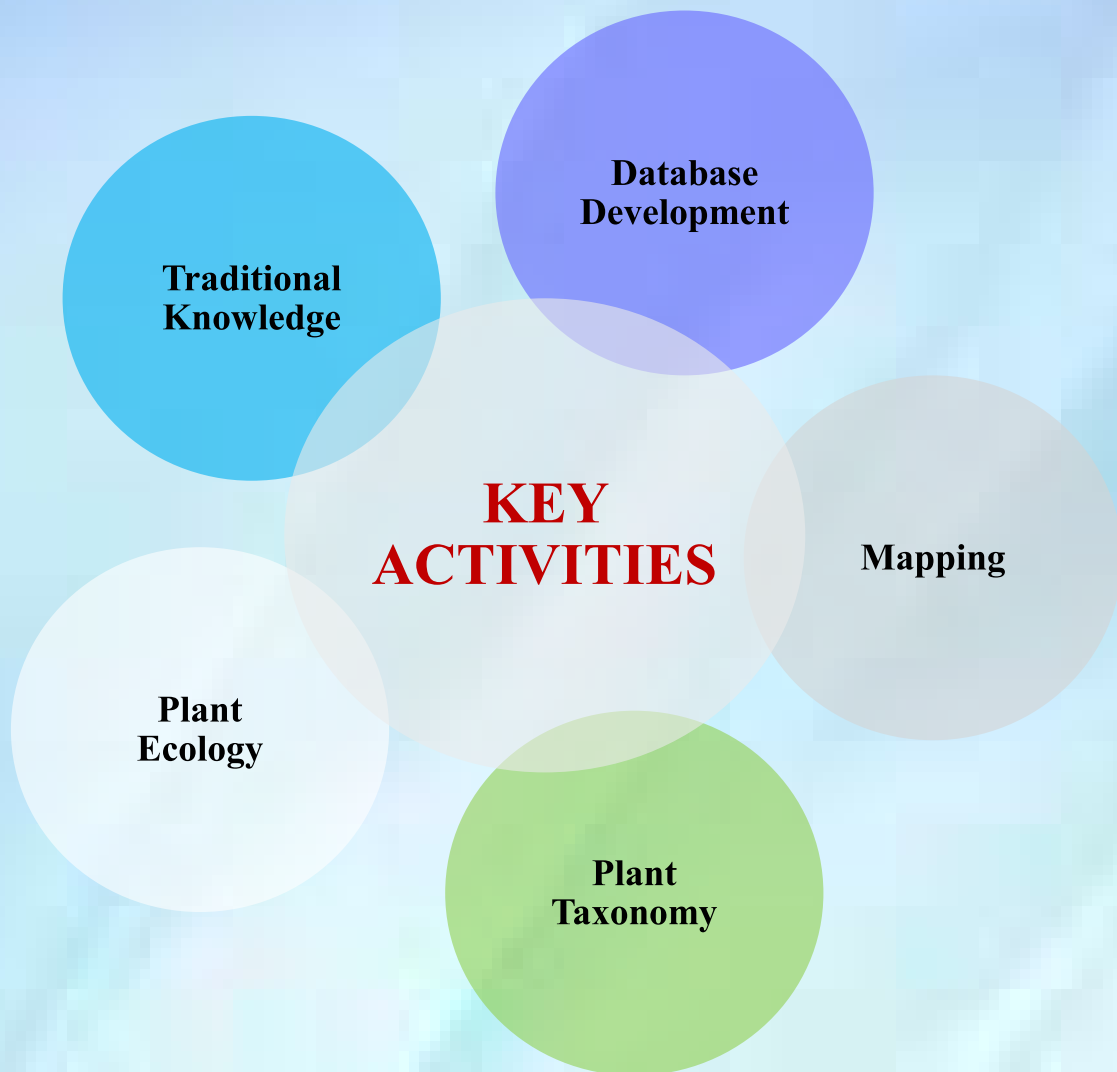 Database
Development
Traditional
Knowledge
KEY
ACTIVITIES
Mapping
Plant
Ecology
Plant
Taxonomy